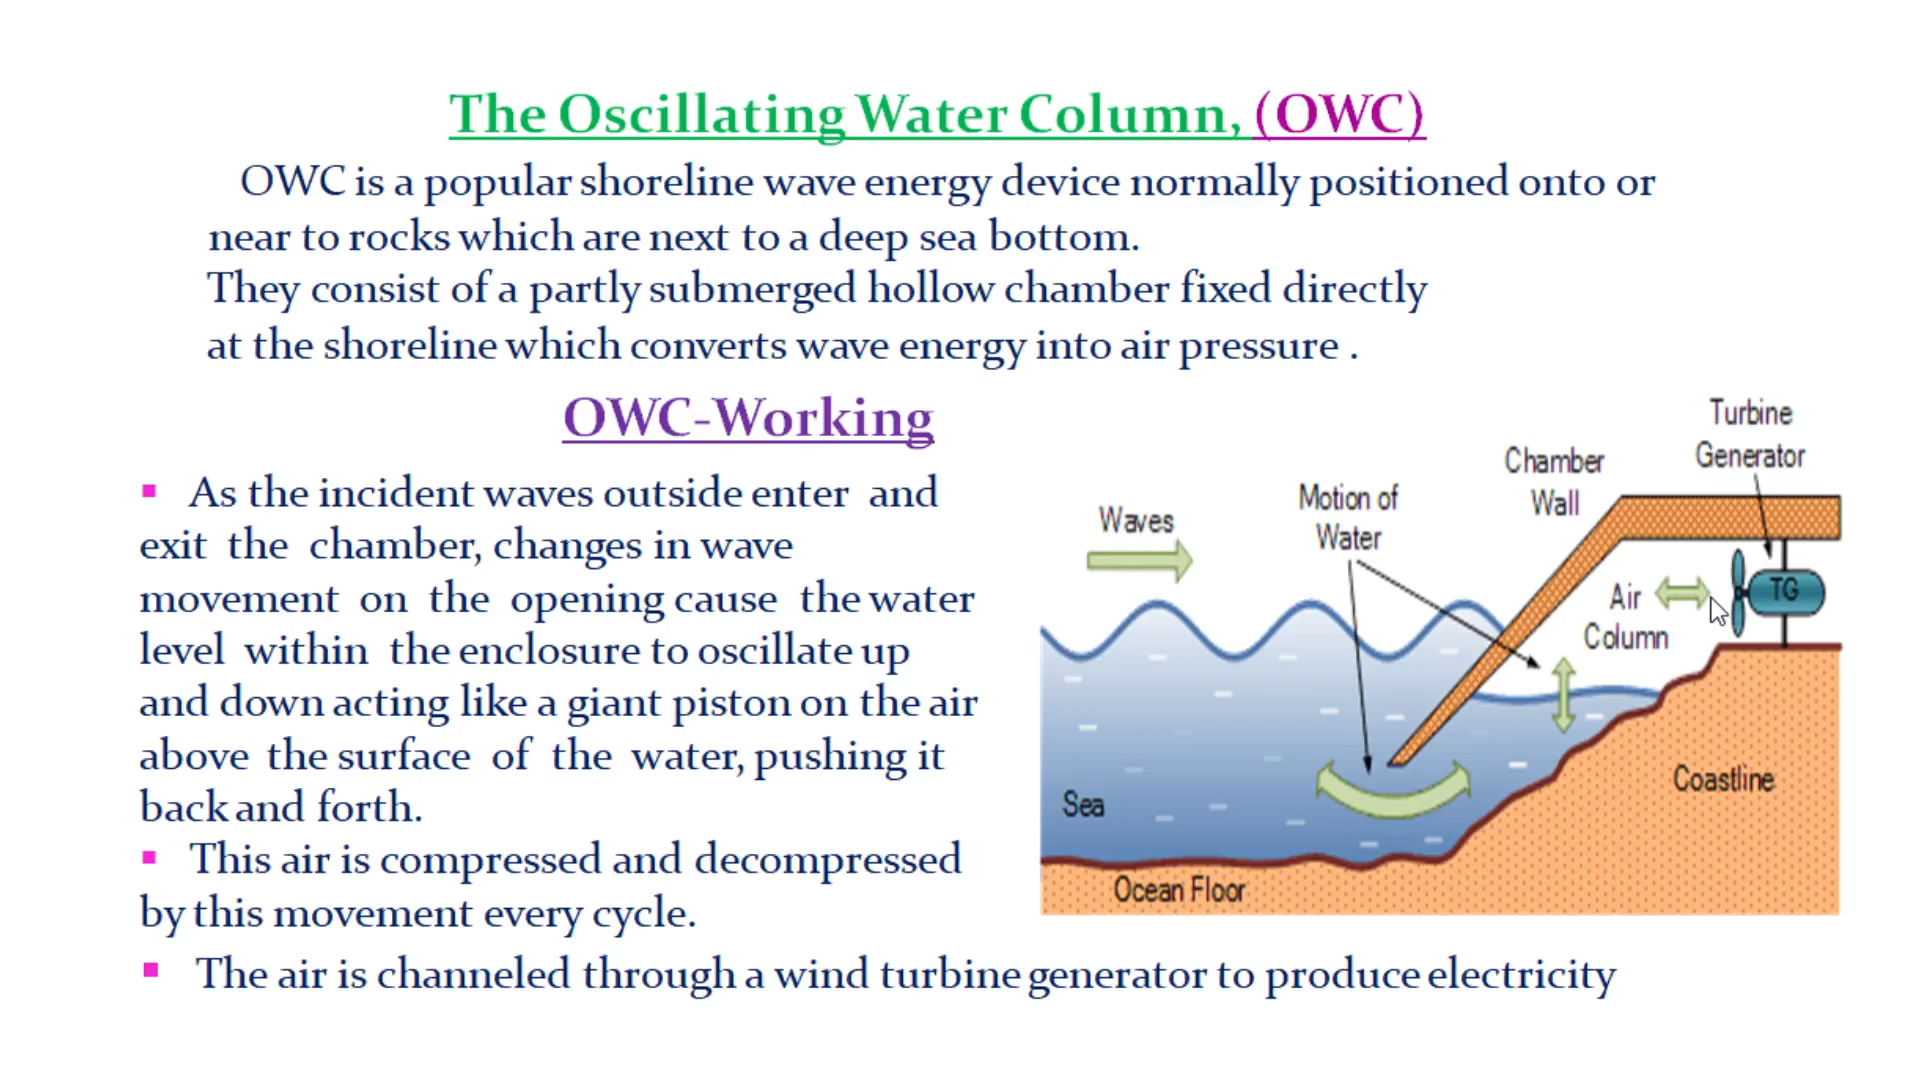 The Oscillating Water Column, (OWC)
OWC is a popular shoreline wave energy device normally positioned onto or
near to rocks which are next to a deep sea bottom.
They consist of a partly submerged hollow chamber fixed directly
at the shoreline which converts wave energy into air pressure .
OWC-Working
▪ As the incident waves outside enter and
exit the chamber, changes in wave
movement on the opening cause the water
level within the enclosure to oscillate up
and down acting like a giant piston on the air
above the surface of the water, pushing it
back and forth.
▪ This air is compressed and decompressed
by this movement every cycle.
▪ The air is channeled through a wind turbine generator to produce electricity
Turbine
Generator
Chamber
Wall
Motion of
Water
Waves
Air
Column
TG
Sea
Coastline
Ocean Floor